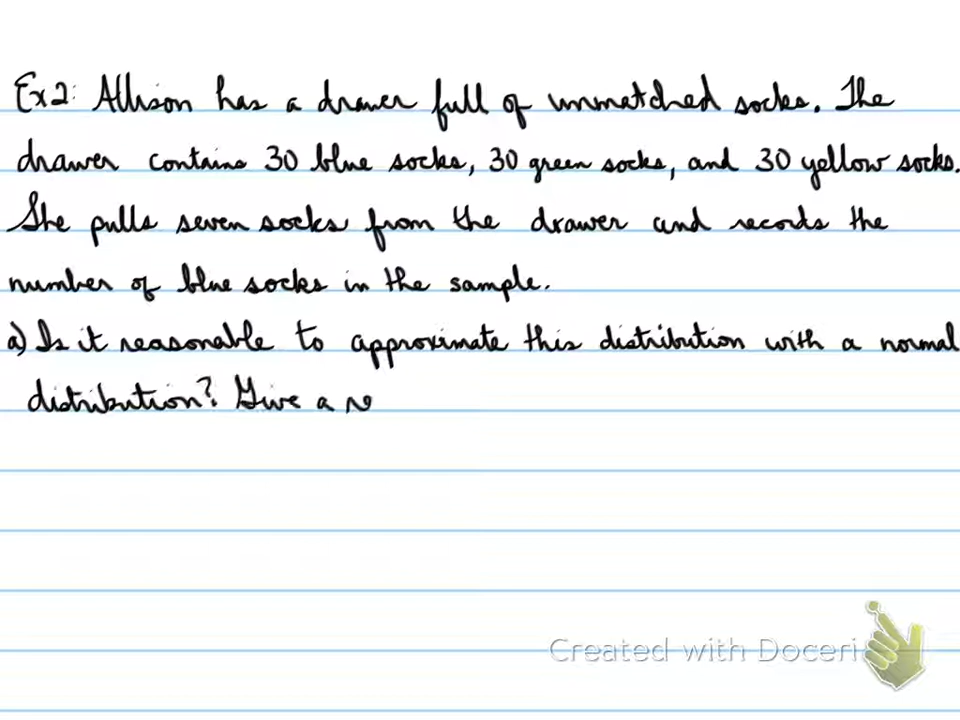 Ex2: Allison has a drawer full of unmatched socks. The
drawer contains 30 blue socks, 30 green socks, and 30 yellow socks.
She pulls seven socks from the drawer and records the
number of blue socks in the sample.
a) Is it reasonable to approximate this distribution with a normal
distribution? Give a re
Created with Doceri